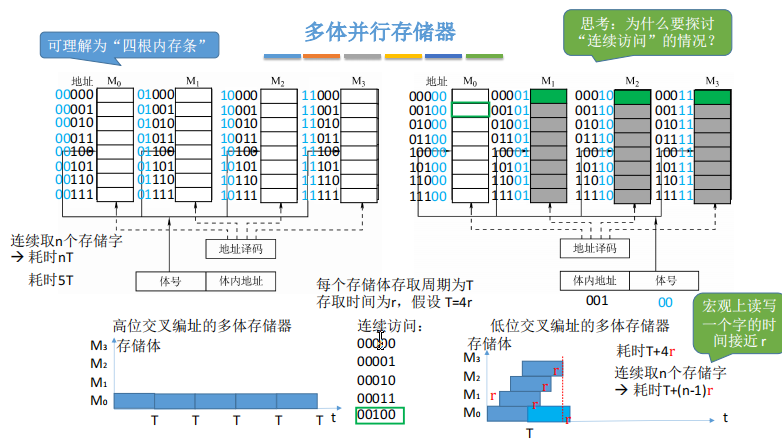 多体并行存储器
可理解为“四根内存条”
思考：为什么要探讨
“连续访问”的情况？
地址 M₀ M₁ M₂ M₃
00000 01000 10000 11000
00001 01001 10001 11001
00010 01010 10010 11010
00011 01011 10011 11011
00100 01100 10100 11100
00101 01101 10101 11101
00110 01110 10110 11110
00111 01111 10111 11111
地址译码
体号 体内地址
连续取n个存储字
→ 耗时nT
耗时5T
地址 M₀ M₁ M₂ M₃
00000 00001 00010 00011
00100 00101 00110 00111
01000 01001 01010 01011
01100 01101 01110 01111
10000 10001 10010 10011
10100 10101 10110 10111
11000 11001 11010 11011
11100 11101 11110 11111
地址译码
体内地址 体号
001 00
每个存储体存取周期为T
存取时间为r，假设 T=4r
宏观上读写
一个字的时
间接近 r
高位交叉编址的多体存储器
存储体
M₃
M₂
M₁
M₀
T T T T T t
连续访问：
00000
00001
00010
00011
00100
低位交叉编址的多体存储器
存储体
M₃ r
M₂ r
M₁ r r
M₀ r
T t
耗时T+4r
连续取n个存储字
→ 耗时T+(n-1)r